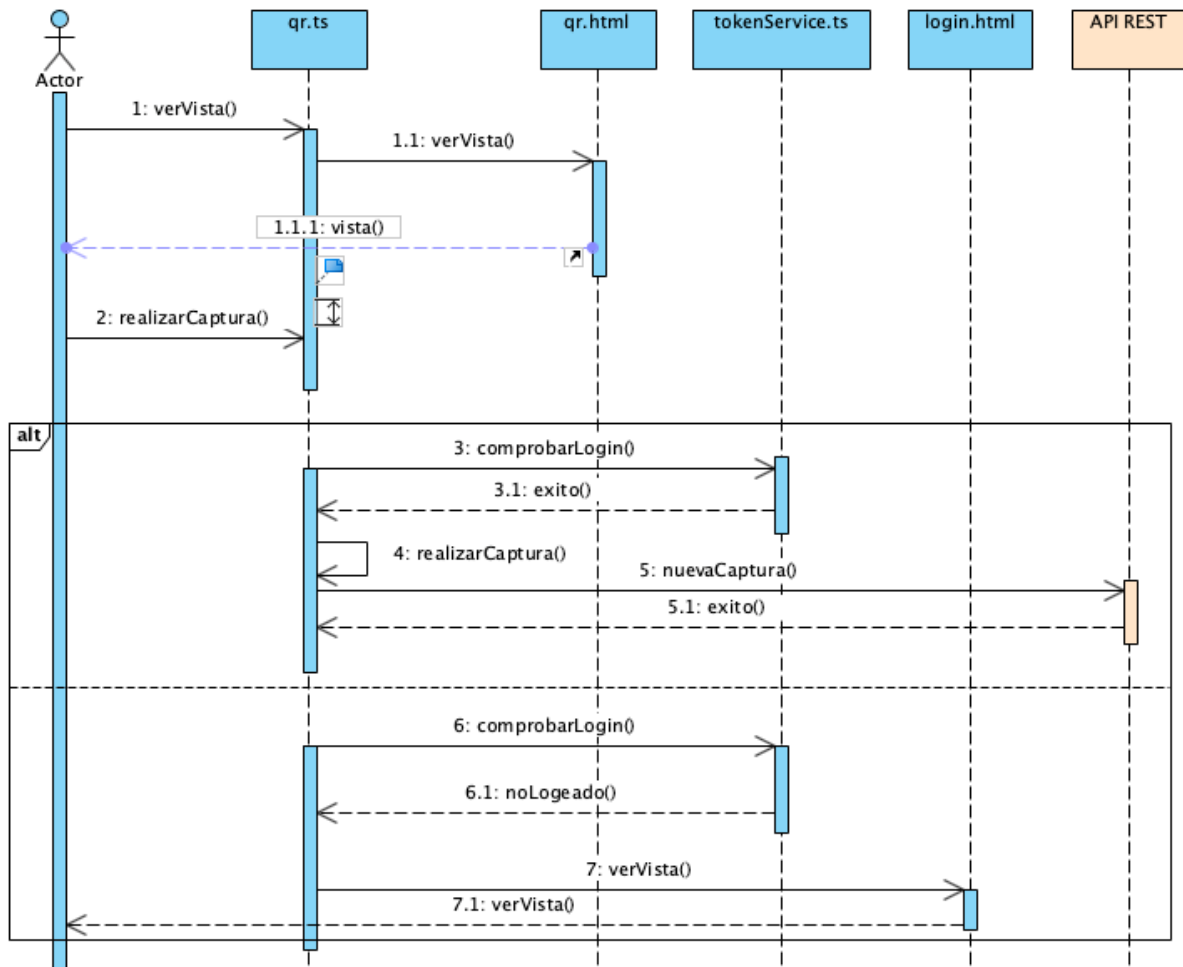 qr.ts
qr.html
tokenService.ts
login.html
API REST
Actor
1: verVista()
1.1: verVista()
1.1.1: vista()
2: realizarCaptura()
alt
3: comprobarLogin()
3.1: exito()
4: realizarCaptura()
5: nuevaCaptura()
5.1: exito()
6: comprobarLogin()
6.1: noLogeado()
7: verVista()
7.1: verVista()